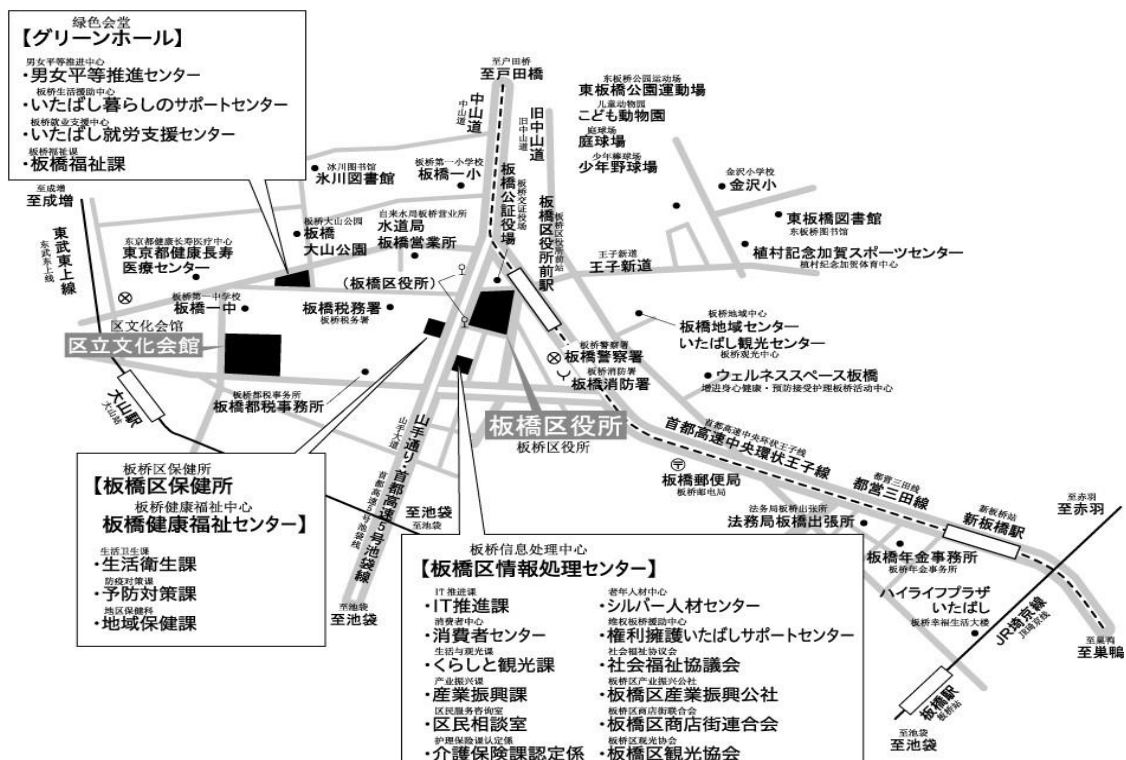 绿色会堂
【グリーンホール】
男女平等推进中心
・男女平等推進センター
板桥生活援助中心
・いたばし暮らしのサポートセンター
板桥就业支援中心
・いたばし就労支援センター
板桥福祉课
・板橋福祉課
至成增
至成増
東武東上線
东武东上线
东京都健康长寿医疗中心
東京都健康長寿
医療センター
冰川图书馆
氷川図書館
板桥第一小学校
板橋一小
板桥大山公园
板橋
大山公園
自来水局板桥营业所
水道局
板橋営業所
(板橋区役所)
板桥第一中学校
板橋一中
板橋税務署
板桥税务署
区文化会馆
区立文化会館
板桥都税事务所
板橋都税事務所
大山駅
大山站
至户田桥
至戸田橋
中山道
中山道
旧中山道
旧中山道
板橋公証役場
板橋区役所前駅
板桥区役所前站
东板桥公园运动场
東板橋公園運動場
儿童动物园
こども動物園
庭球场
庭球場
少年棒球场
少年野球場
金沢小学校
金沢小
東板橋図書館
东板桥图书馆
植村記念加賀スポーツセンター
植村纪念加贺体育中心
王子新道
王子新道
板桥地域中心
板橋地域センター
いたばし観光センター
板桥观光中心
板桥警察署
板橋警察署
板桥消防署
板橋消防署
ウェルネススペース板橋
增进身心健康・预防接受护理板桥活动中心
板橋区役所
板桥区役所
山手通り・首都高速5号池袋線
山手大道
首都高速5号池袋线
首都高速中央环状王子线
首都高速中央環状王子線
板橋郵便局
板桥邮电局
都营三田线
都営三田線
法务局板桥出张所
法務局板橋出張所
新板桥站
新板橋駅
至赤羽
至赤羽
板橋年金事務所
板桥年金事务所
ハイライフプラザ
いたばし
板桥幸福生活大楼
JR埼京線
JR埼京线
至巢鸭
至巣鴨
板橋駅
板桥站
至池袋
至池袋
至池袋
至池袋
至池袋
至池袋
板桥区保健所
【板橋区保健所
板桥健康福祉中心
板橋健康福祉センター】
生活卫生课
・生活衛生課
防疫对策课
・予防対策課
地区保健科
・地域保健課
板桥信息处理中心
【板橋区情報処理センター】
IT推进课
・IT推進課
消费者中心
・消費者センター
生活与观光课
・くらしと観光課
产业振兴课
・産業振興課
区民服务咨询室
・区民相談室
护理保险课认定係
・介護保険課認定係
老年人材中心
・シルバー人材センター
维权板桥援助中心
・権利擁護いたばしサポートセンター
社会福祉协议会
・社会福祉協議会
板桥区产业振兴公社
・板橋区産業振興公社
板桥区商店街联合会
・板橋区商店街連合会
板桥区观光协会
・板橋区観光協会